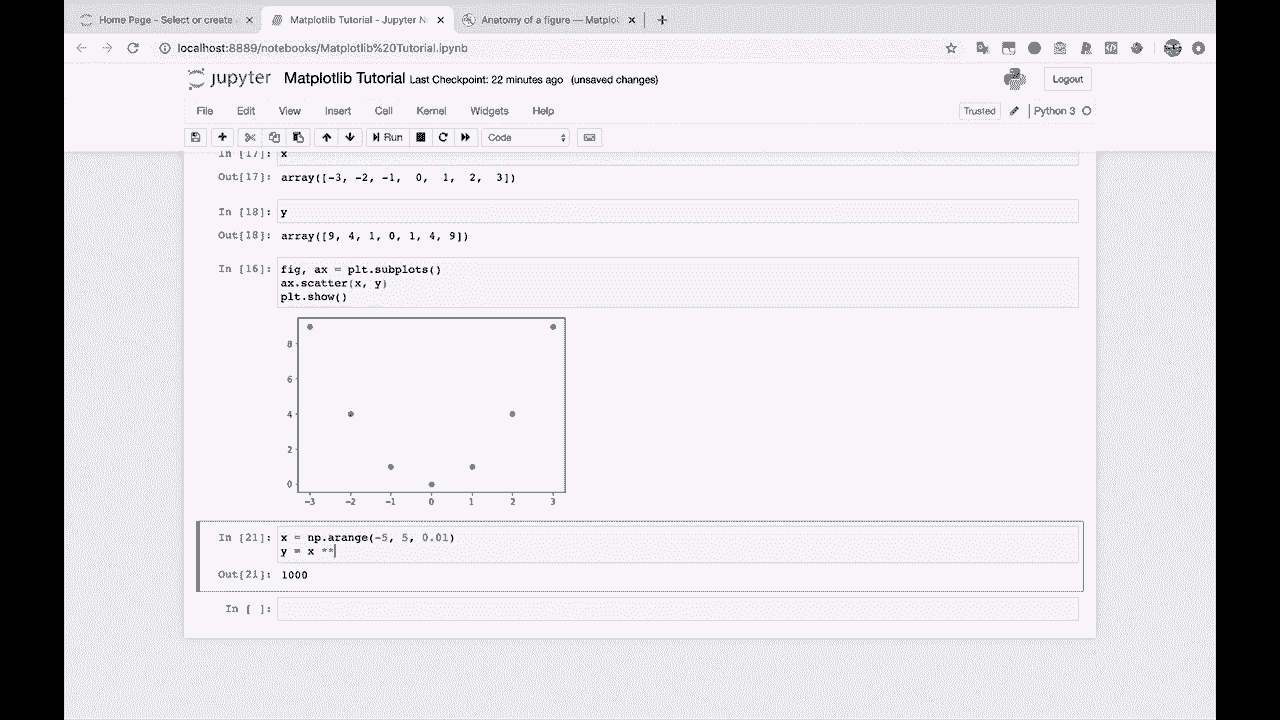 Home Page - Select or create
Matplotlib Tutorial - Jupyter N
Anatomy of a figure — Matplot
localhost:8889/notebooks/Matplotlib%20Tutorial.ipynb
jupyter Matplotlib Tutorial Last Checkpoint: 22 minutes ago (unsaved changes)
Logout
File Edit View Insert Cell Kernel Widgets Help
Trusted
Python 3
Run
Code
In [17]: x
Out[17]: array([-3, -2, -1, 0, 1, 2, 3])
In [18]: y
Out[18]: array([9, 4, 1, 0, 1, 4, 9])
In [16]: fig, ax = plt.subplots()
ax.scatter(x, y)
plt.show()
8
6
4
2
0
-3 -2 -1 0 1 2 3
In [21]: x = np.arange(-5, 5, 0.01)
y = x **
Out[21]: 1000
In [ ]: